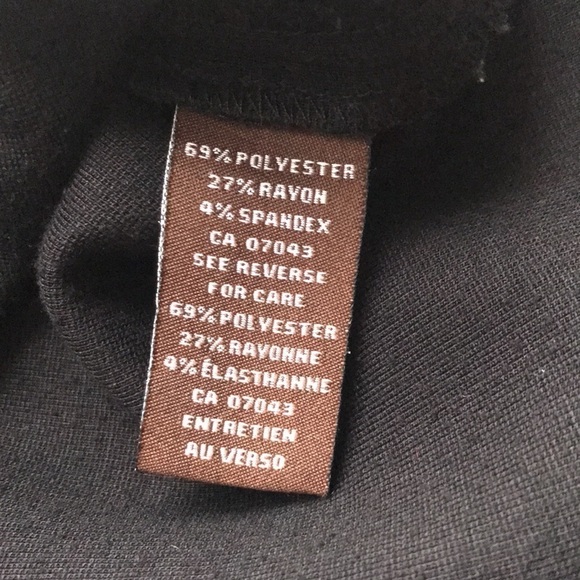 69% POLYESTER
27% RAYON
4% SPANDEX
CA 07043
SEE REVERSE
FOR CARE
69% POLYESTER
27% RAYONNE
4% ÉLASTHANNE
CA 07043
ENTRETIEN
AU VERSO